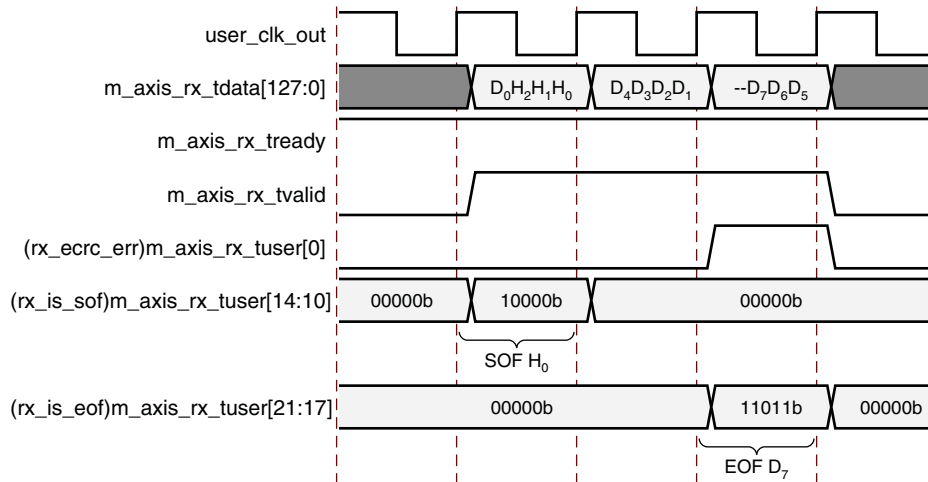 user_clk_out
m_axis_rx_tdata[127:0] D₀H₂H₁H₀ D₄D₃D₂D₁ --D₇D₆D₅
m_axis_rx_tready
m_axis_rx_tvalid
(rx_ecrc_err)m_axis_rx_tuser[0]
(rx_is_sof)m_axis_rx_tuser[14:10] 00000b 10000b 00000b
SOF H₀
(rx_is_eof)m_axis_rx_tuser[21:17] 00000b 11011b 00000b
EOF D₇